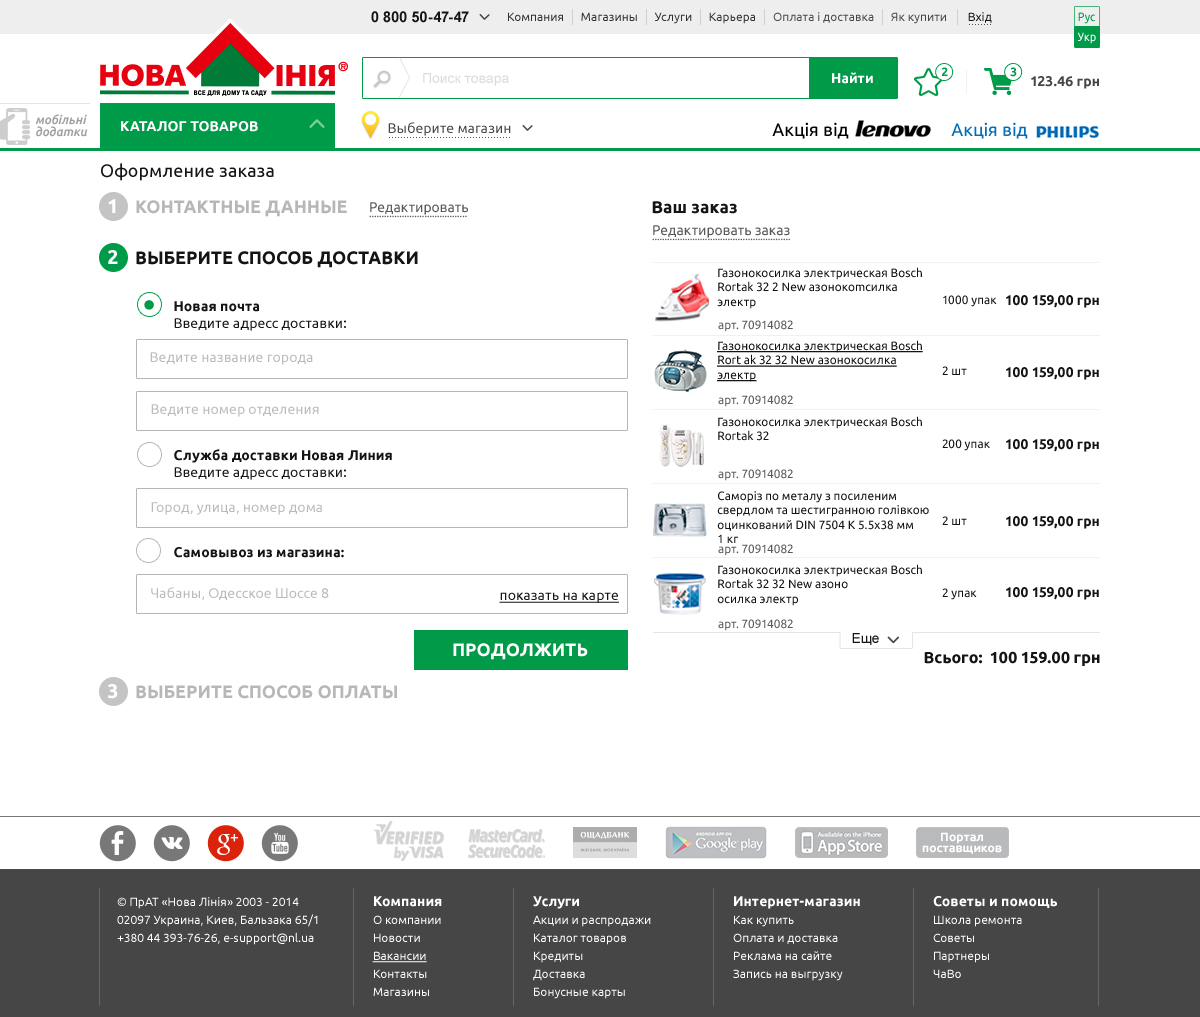 0 800 50-47-47
Компания
Магазины
Услуги
Карьера
Оплата і доставка
Як купити
Вхід
Рус
Укр
НОВА ЛІНІЯ®
ВСЕ ДЛЯ ДОМУ ТА САДУ
Поиск товара
Найти
2
3
123.46 грн
мобільні
додатки
КАТАЛОГ ТОВАРОВ
Выберите магазин
Акція від lenovo
Акція від PHILIPS
Оформление заказа
1 КОНТАКТНЫЕ ДАННЫЕ
Редактировать
2 ВЫБЕРИТЕ СПОСОБ ДОСТАВКИ
Новая почта
Введите адресс доставки:
Ведите название города
Ведите номер отделения
Служба доставки Новая Линия
Введите адресс доставки:
Город, улица, номер дома
Самовывоз из магазина:
Чабаны, Одесское Шоссе 8
показать на карте
ПРОДОЛЖИТЬ
3 ВЫБЕРИТЕ СПОСОБ ОПЛАТЫ
Ваш заказ
Редактировать заказ
Газонокосилка электрическая Bosch
Rortak 32 2 New азонокотсилка
электр
арт. 70914082
1000 упак
100 159,00 грн
Газонокосилка электрическая Bosch
Rort ak 32 32 New азонокосилка
электр
арт. 70914082
2 шт
100 159,00 грн
Газонокосилка электрическая Bosch
Rortak 32
арт. 70914082
200 упак
100 159,00 грн
Саморіз по металу з посиленим
свердлом та шестигранною голівкою
оцинкований DIN 7504 K 5.5x38 мм
1 кг
арт. 70914082
2 шт
100 159,00 грн
Газонокосилка электрическая Bosch
Rortak 32 32 New азоно
осилка электр
арт. 70914082
2 упак
100 159,00 грн
Еще
Всього: 100 159.00 грн
VERIFIED
by VISA
MasterCard.
SecureCode.
ОЩАДБАНК
ANDROID APP ON
Google play
Available on the iPhone
App Store
Портал
поставщиков
You
Tube
© ПрАТ «Нова Лінія» 2003 - 2014
02097 Украина, Киев, Бальзака 65/1
+380 44 393-76-26, e-support@nl.ua
Компания
О компании
Новости
Вакансии
Контакты
Магазины
Услуги
Акции и распродажи
Каталог товаров
Кредиты
Доставка
Бонусные карты
Интернет-магазин
Как купить
Оплата и доставка
Реклама на сайте
Запись на выгрузку
Советы и помощь
Школа ремонта
Советы
Партнеры
ЧаВо